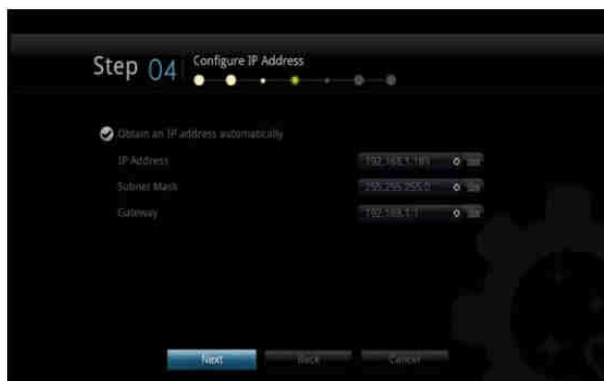 Step 04
Configure IP Address
Obtain an IP address automatically
IP Address 192.168.1.185
Subnet Mask 255.255.255.0
Gateway 192.168.1.1
Next Back Cancel